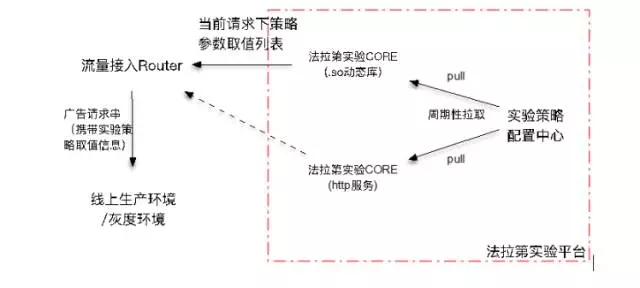 当前请求下策略
参数取值列表
流量接入Router
法拉第实验CORE
(.so动态库)
pull
广告请求串
（携带实验策
略取值信息）
周期性拉取
实验策略
配置中心
pull
法拉第实验CORE
(http服务)
线上生产环境
/灰度环境
法拉第实验平台